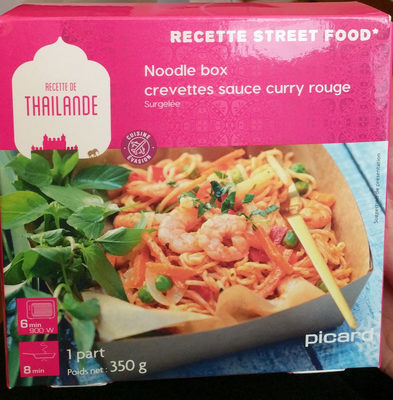 RECETTE STREET FOOD*
RECETTE DE
THAÏLANDE
Noodle box
crevettes sauce curry rouge
Surgelée
CUISINE
ÉVASION
Suggestion de présentation
6 min
900 W
8 min
1 part
Poids net : 350 g
picard